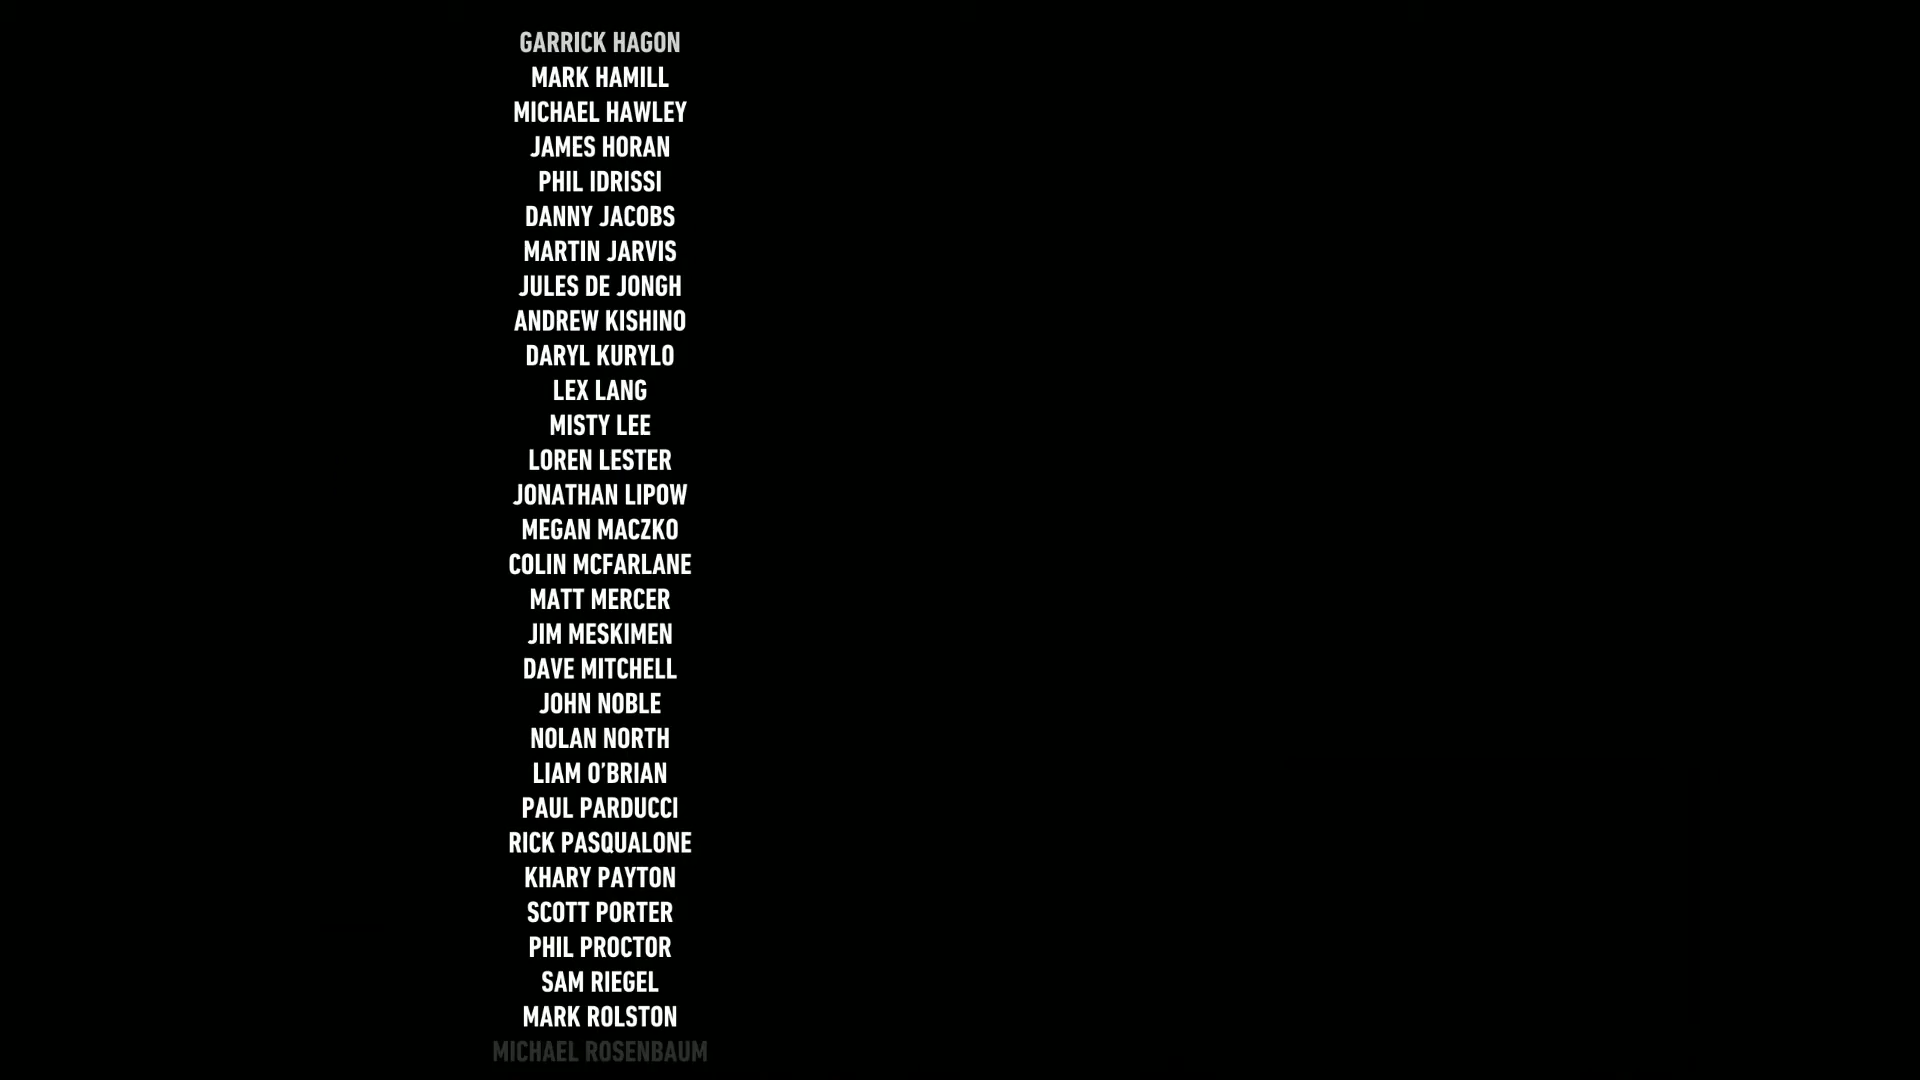 GARRICK HAGON
MARK HAMILL
MICHAEL HAWLEY
JAMES HORAN
PHIL IDRISSI
DANNY JACOBS
MARTIN JARVIS
JULES DE JONGH
ANDREW KISHINO
DARYL KURYLO
LEX LANG
MISTY LEE
LOREN LESTER
JONATHAN LIPOW
MEGAN MACZKO
COLIN MCFARLANE
MATT MERCER
JIM MESKIMEN
DAVE MITCHELL
JOHN NOBLE
NOLAN NORTH
LIAM O’BRIAN
PAUL PARDUCCI
RICK PASQUALONE
KHARY PAYTON
SCOTT PORTER
PHIL PROCTOR
SAM RIEGEL
MARK ROLSTON
MICHAEL ROSENBAUM